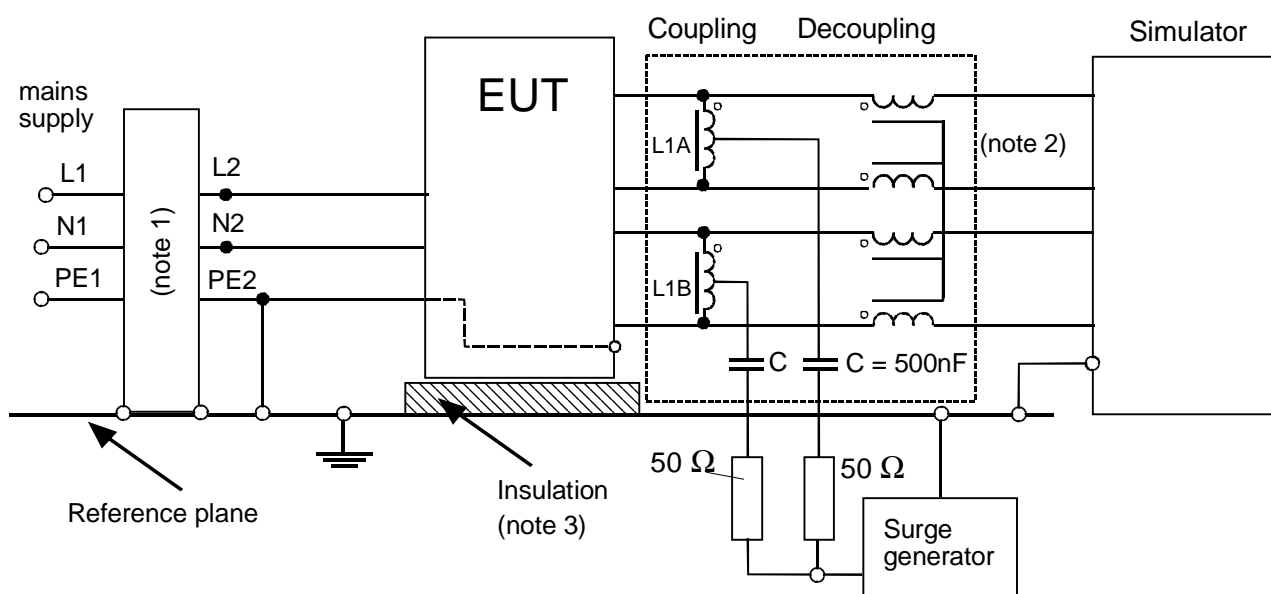 Coupling Decoupling Simulator
mains
supply
EUT
L1 L2
N1 N2
PE1 PE2
(note 1)
L1A
(note 2)
L1B
C C = 500nF
50 Ω 50 Ω
Insulation
(note 3)
Reference plane
Surge
generator